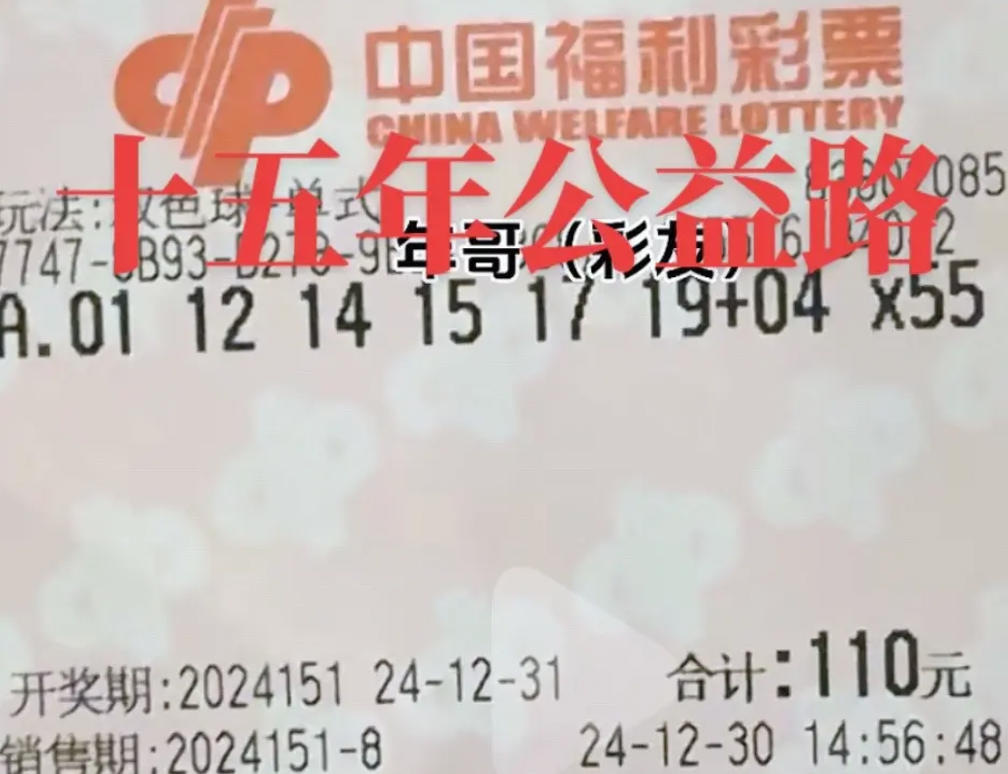 中国福利彩票
CHINA WELFARE LOTTERY
十五年公益路
玩法:双色球-单式
年哥（彩友）
A.01 12 14 15 17 19+04 x55
开奖期:2024151 24-12-31 合计:110元
销售期:2024151-8 24-12-30 14:56:48